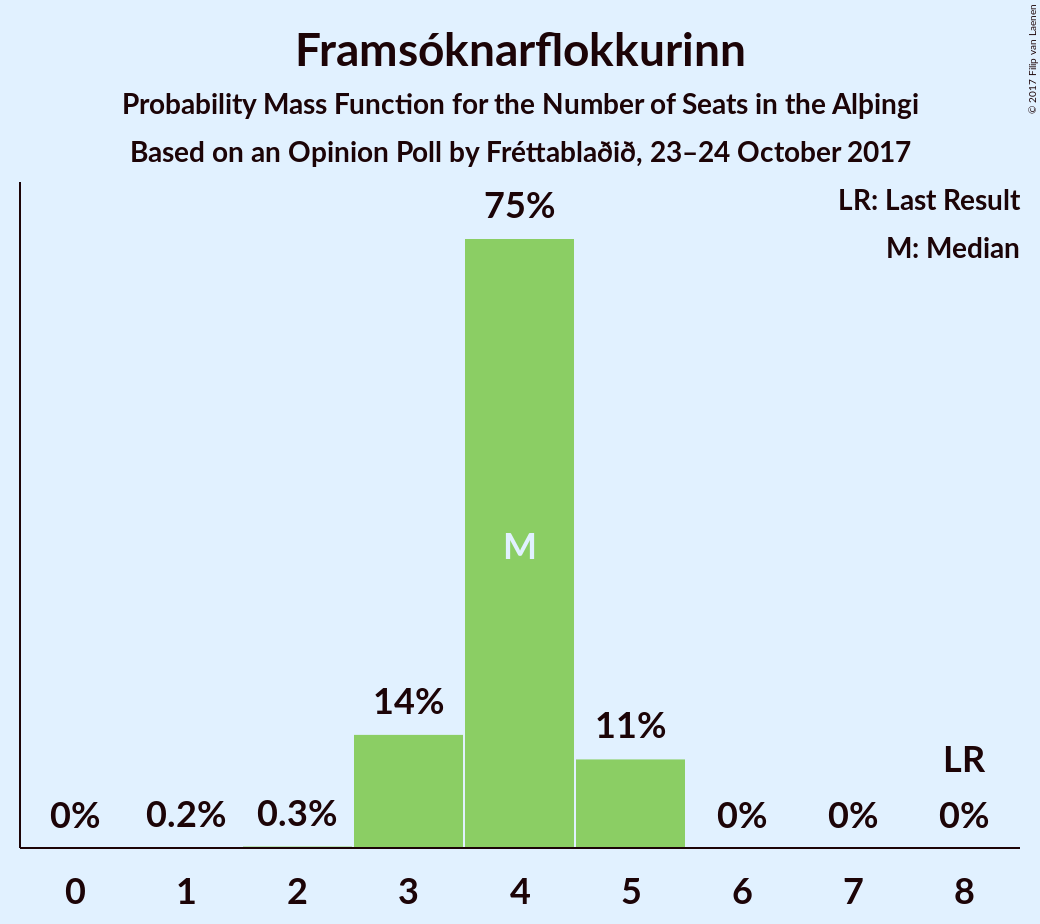 Framsóknarflokkurinn
Probability Mass Function for the Number of Seats in the Alþingi
Based on an Opinion Poll by Fréttablaðið, 23–24 October 2017
© 2017 Filip van Laenen
LR: Last Result
M: Median
75%
M
14%
11%
LR
0% 0.2% 0.3% 0% 0% 0%
0 1 2 3 4 5 6 7 8